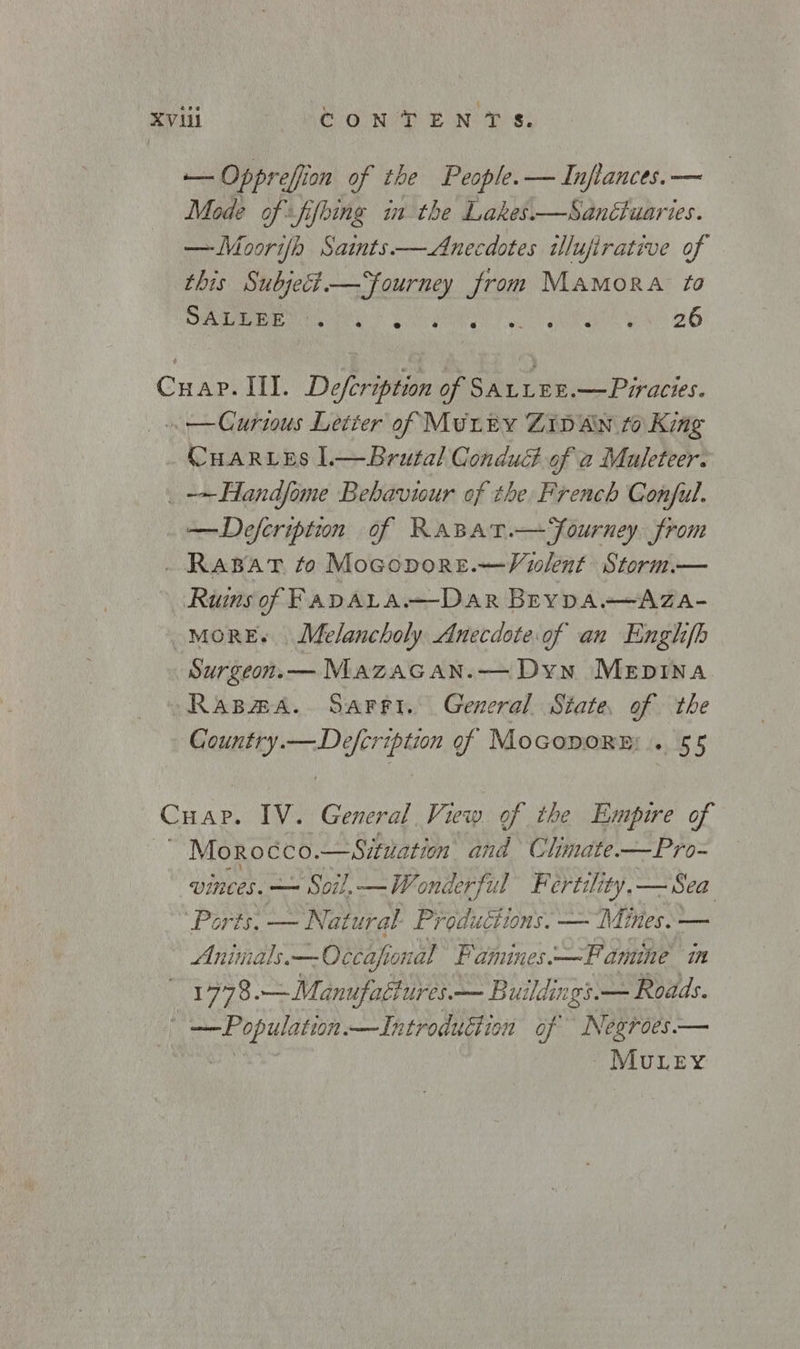 xviii CONTENTS.
—Oppreſſion of the People.— Inſtances.—
Mode of fiſhing in the Lakes.—Sanctuaries.
—Mooriſh Saints.—Anecdotes illuſtrative of
this Subject.—Journey from MAMORA to
SALLEE . . . . . . . . . 26
CHAP. III. Deſcription of SALLEE.—Piracies.
—Curious Letter of MULEY ZIDAN to King
CHARLES I.—Brutal Conduct of a Muleteer.
—Handſome Behaviour of the French Conſul.
—Deſcription of RABAT.—Journey from
RABAT to MOGODORE.—Violent Storm.—
Ruins of FADALA.—DAR BEYDA.—AZA-
MORE. Melancholy Anecdote of an Engliſh
Surgeon.—MAZAGAN.—DYN MEDINA
RABÆA. SAFFI. General State of the
Country.—Deſcription of MOGODORE . 55
CHAP. IV. General View of the Empire of
MOROCCO.—Situation and Climate.—Pro-
vinces.—Soil,—Wonderful Fertility.—Sea
Ports.—Natural Productions.—Mines.—
Animals.—Occaſional Famines.—Famine in
1778.—Manufactures.—Buildings.—Roads.
—Population.—Introduction of Negroes.—
MULEY